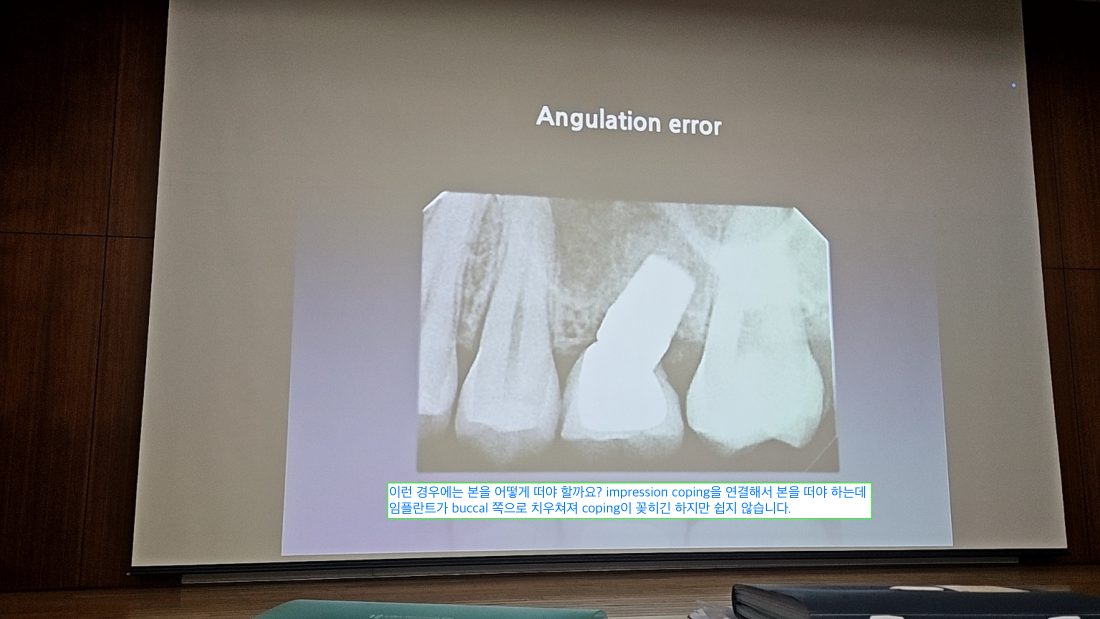 Angulation error
이런 경우에는 본을 어떻게 떠야 할까요? impression coping을 연결해서 본을 떠야 하는데
임플란트가 buccal 쪽으로 치우쳐져 coping이 꽂히긴 하지만 쉽지 않습니다.